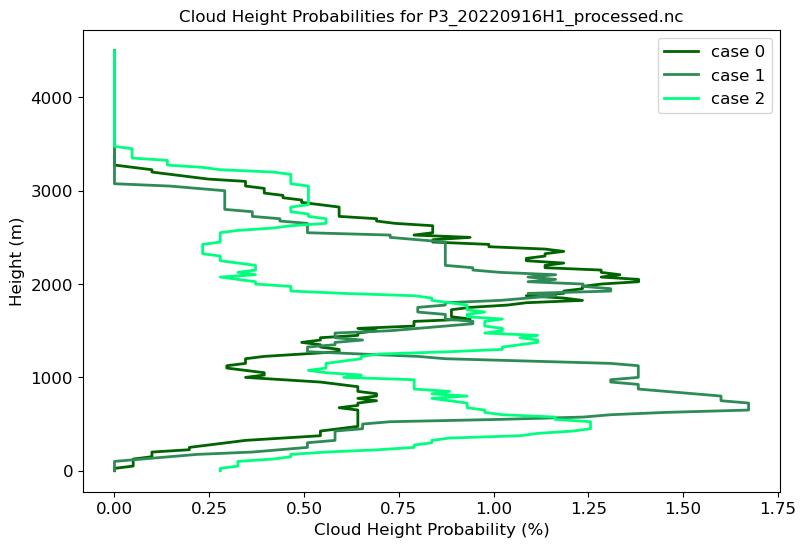 Cloud Height Probabilities for P3_20220916H1_processed.nc
case 0
case 1
case 2
4000
3000
2000
1000
0
Height (m)
0.00 0.25 0.50 0.75 1.00 1.25 1.50 1.75
Cloud Height Probability (%)